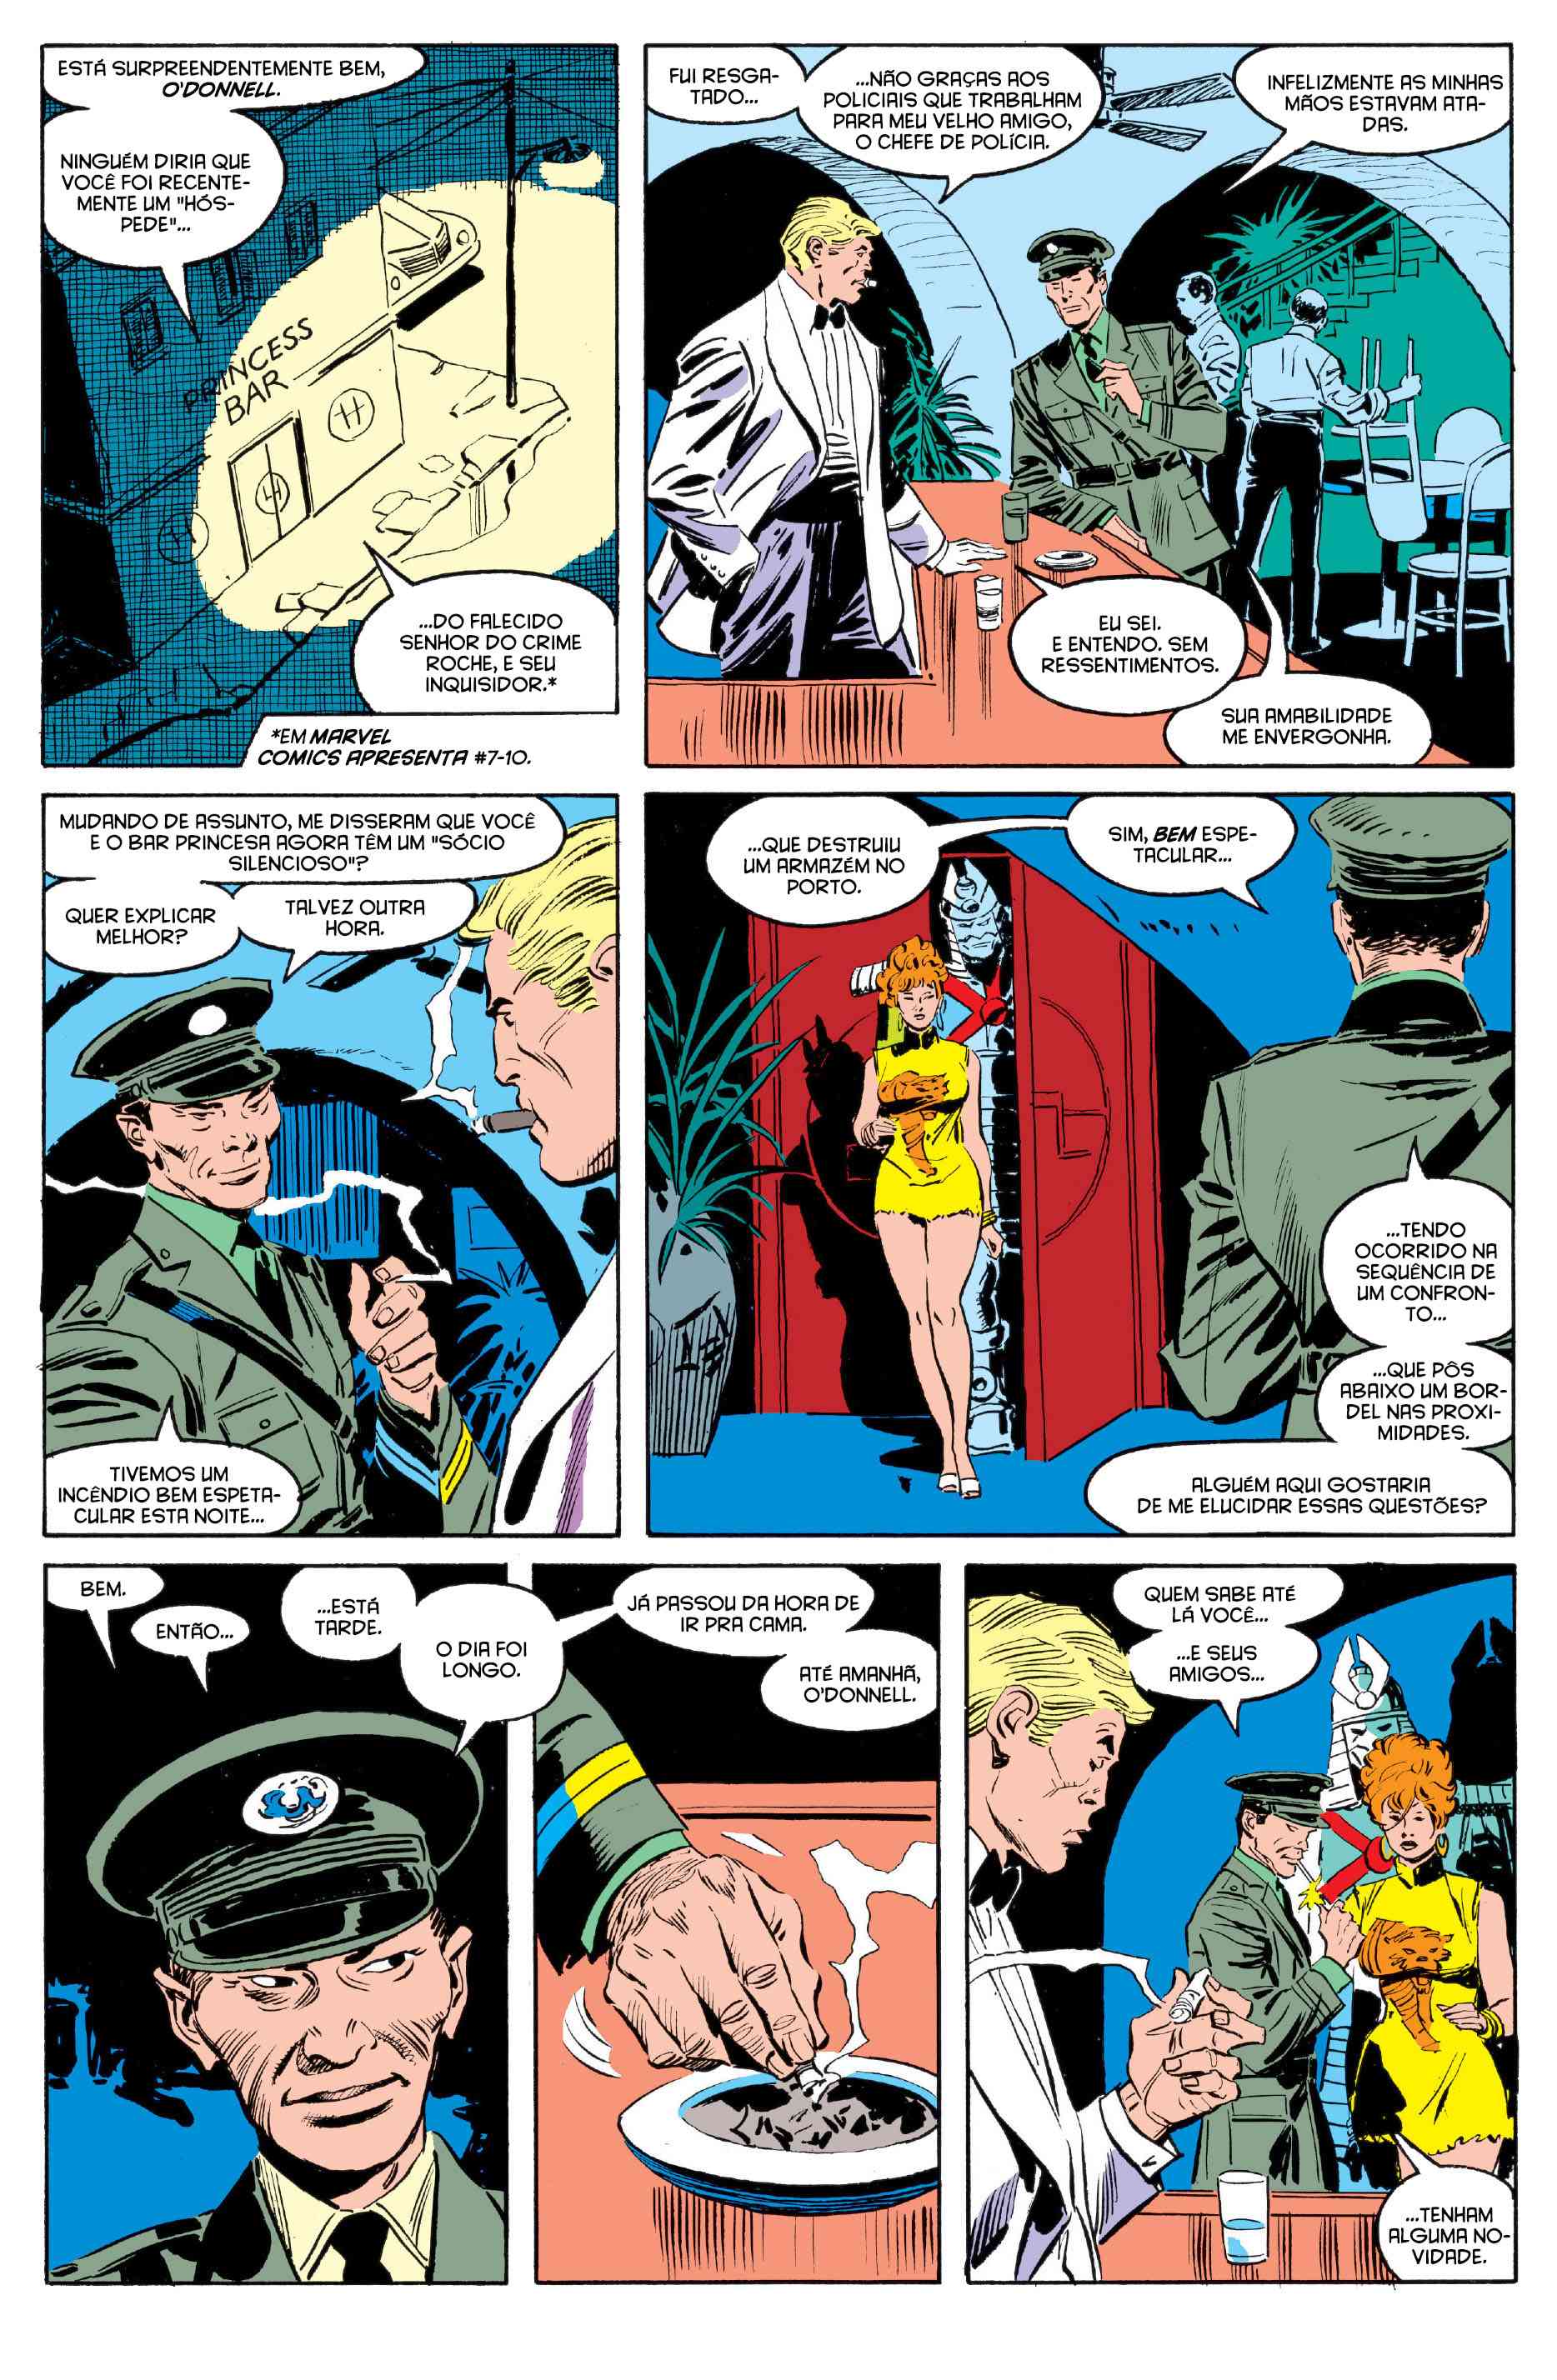 ESTÁ SURPREENDENTEMENTE BEM,
O'DONNELL.
NINGUÉM DIRIA QUE
VOCÊ FOI RECENTE-
MENTE UM "HÓS-
PEDE"...
PRINCESS
BAR
...DO FALECIDO
SENHOR DO CRIME
ROCHE, E SEU
INQUISIDOR.*
*EM MARVEL
COMICS APRESENTA #7-10.
FUI RESGA-
TADO...
...NÃO GRAÇAS AOS
POLICIAIS QUE TRABALHAM
PARA MEU VELHO AMIGO,
O CHEFE DE POLÍCIA.
INFELIZMENTE AS MINHAS
MÃOS ESTAVAM ATA-
DAS.
EU SEI.
E ENTENDO. SEM
RESSENTIMENTOS.
SUA AMABILIDADE
ME ENVERGONHA.
MUDANDO DE ASSUNTO, ME DISSERAM QUE VOCÊ
E O BAR PRINCESA AGORA TÊM UM "SÓCIO
SILENCIOSO"?
QUER EXPLICAR
MELHOR?
TALVEZ OUTRA
HORA.
TIVEMOS UM
INCÊNDIO BEM ESPETA-
CULAR ESTA NOITE...
...QUE DESTRUIU
UM ARMAZÉM NO
PORTO.
SIM, BEM ESPE-
TACULAR...
...TENDO
OCORRIDO NA
SEQUÊNCIA DE
UM CONFRON-
TO...
...QUE PÔS
ABAIXO UM BOR-
DEL NAS PROXI-
MIDADES.
ALGUÉM AQUI GOSTARIA
DE ME ELUCIDAR ESSAS QUESTÕES?
BEM.
ENTÃO...
...ESTÁ
TARDE.
O DIA FOI
LONGO.
JÁ PASSOU DA HORA DE
IR PRA CAMA.
ATÉ AMANHÃ,
O'DONNELL.
QUEM SABE ATÉ
LÁ VOCÊ...
...E SEUS
AMIGOS...
...TENHAM
ALGUMA NO-
VIDADE.